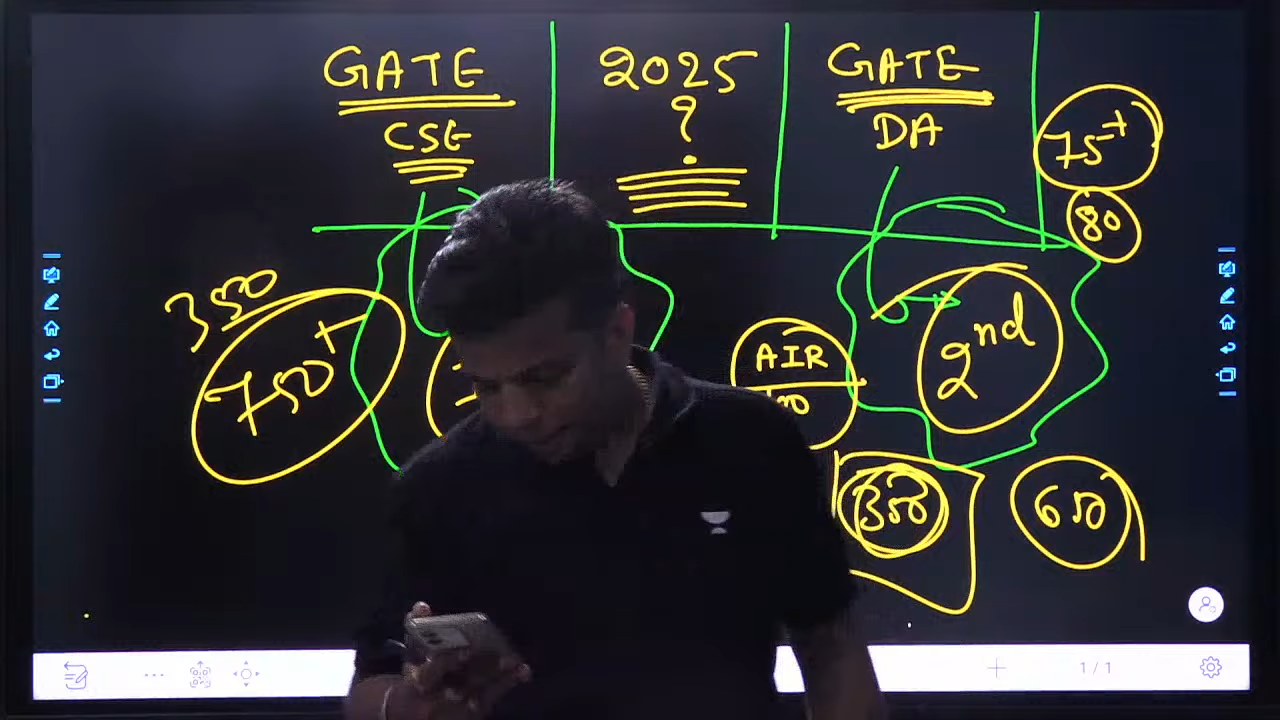 GATE
CSE
2025
?
GATE
DA
75+
80
350
750+
AIR
2nd
350
650
1/1